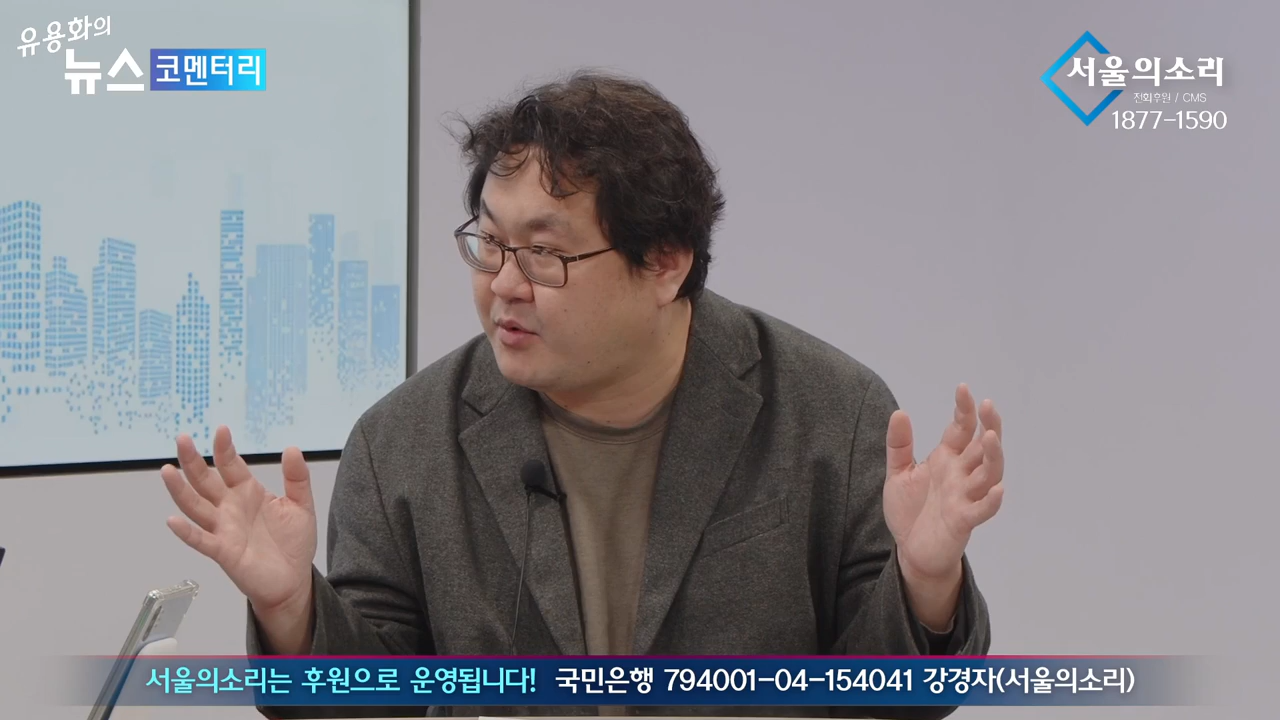 유용화의
뉴스 코멘터리
서울의소리
전화후원 / CMS
1877-1590
서울의소리는 후원으로 운영됩니다! 국민은행 794001-04-154041 강경자(서울의소리)